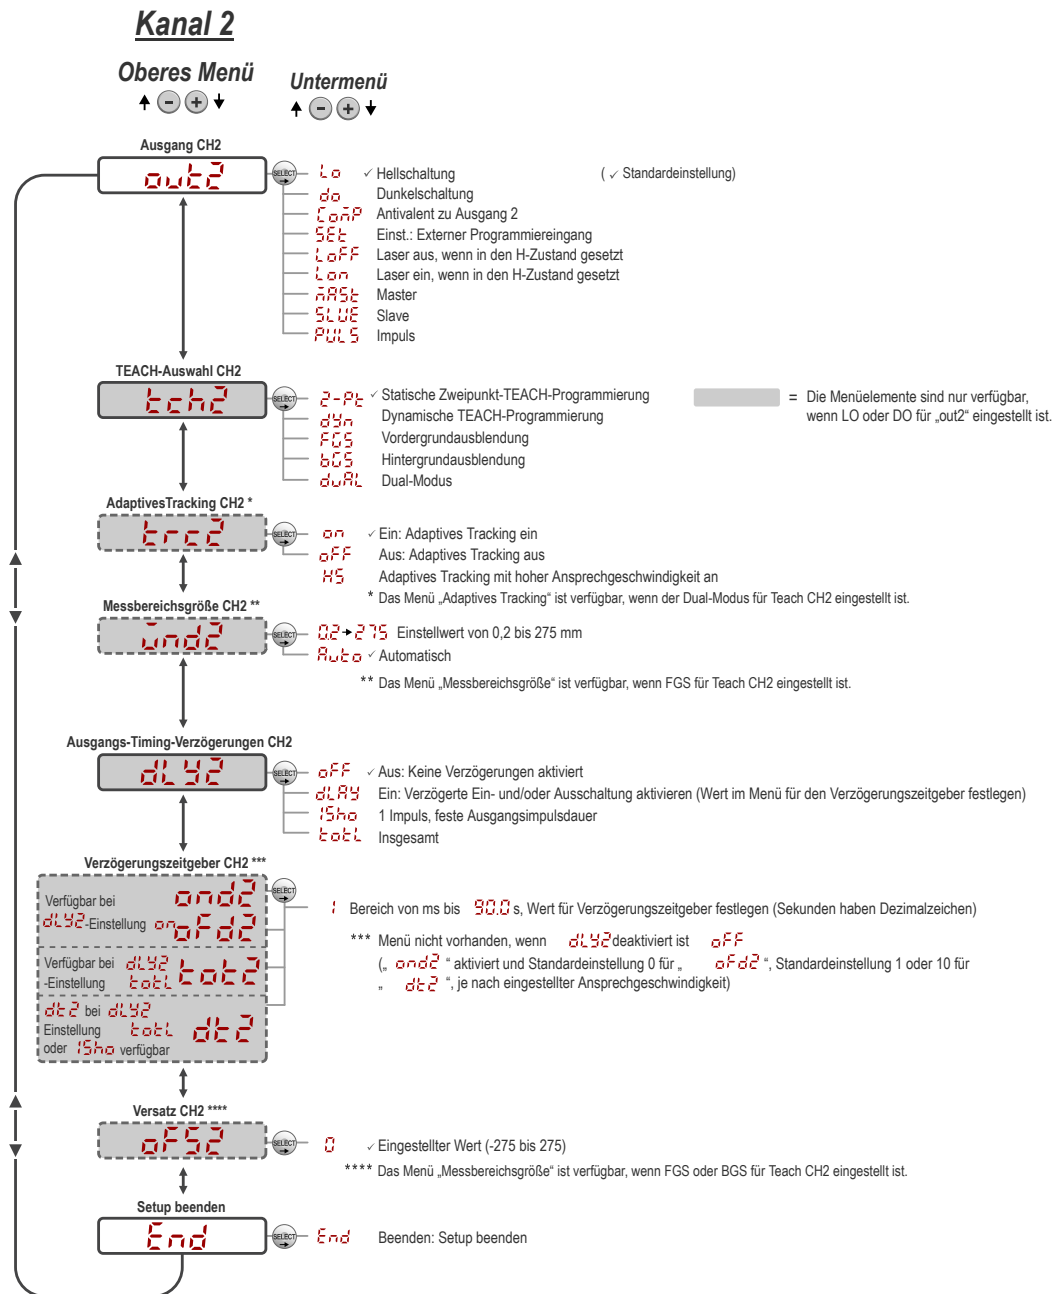 Kanal 2
Oberes Menü
Untermenü
- +
- +
Ausgang CH2
out2
SELECT
Lo ✓ Hellschaltung
( ✓ Standardeinstellung)
do Dunkelschaltung
ComP Antivalent zu Ausgang 2
SEt Einst.: Externer Programmiereingang
LoFF Laser aus, wenn in den H-Zustand gesetzt
Lon Laser ein, wenn in den H-Zustand gesetzt
mASt Master
SLUE Slave
PULS Impuls
TEACH-Auswahl CH2
tch2
SELECT
2-Pt ✓ Statische Zweipunkt-TEACH-Programmierung
dYn Dynamische TEACH-Programmierung
FGS Vordergrundausblendung
bGS Hintergrundausblendung
duAL Dual-Modus
= Die Menüelemente sind nur verfügbar,
wenn LO oder DO für „out2“ eingestellt ist.
AdaptivesTracking CH2 *
trc2
SELECT
on ✓ Ein: Adaptives Tracking ein
oFF Aus: Adaptives Tracking aus
HS Adaptives Tracking mit hoher Ansprechgeschwindigkeit an
* Das Menü „Adaptives Tracking“ ist verfügbar, wenn der Dual-Modus für Teach CH2 eingestellt ist.
Messbereichsgröße CH2 **
wnd2
SELECT
0.2 → 275 Einstellwert von 0,2 bis 275 mm
Auto ✓ Automatisch
** Das Menü „Messbereichsgröße“ ist verfügbar, wenn FGS für Teach CH2 eingestellt ist.
Ausgangs-Timing-Verzögerungen CH2
dLY2
SELECT
oFF ✓ Aus: Keine Verzögerungen aktiviert
dLAY Ein: Verzögerte Ein- und/oder Ausschaltung aktivieren (Wert im Menü für den Verzögerungszeitgeber festlegen)
1Sho 1 Impuls, feste Ausgangsimpulsdauer
totL Insgesamt
Verzögerungszeitgeber CH2 ***
Verfügbar bei
dLY2-Einstellung on
ond2
oFd2
SELECT
Verfügbar bei dLY2
-Einstellung totL
tot2
dt2 bei dLY2
Einstellung totL
oder 1Sho verfügbar
dt2
1 Bereich von ms bis 90.0 s, Wert für Verzögerungszeitgeber festlegen (Sekunden haben Dezimalzeichen)
*** Menü nicht vorhanden, wenn dLY2 deaktiviert ist oFF
(„ ond2 “ aktiviert und Standardeinstellung 0 für „ oFd2 “, Standardeinstellung 1 oder 10 für
„ dt2 “, je nach eingestellter Ansprechgeschwindigkeit)
Versatz CH2 ****
oFS2
SELECT
0 ✓ Eingestellter Wert (-275 bis 275)
**** Das Menü „Messbereichsgröße“ ist verfügbar, wenn FGS oder BGS für Teach CH2 eingestellt ist.
Setup beenden
End
SELECT
End Beenden: Setup beenden